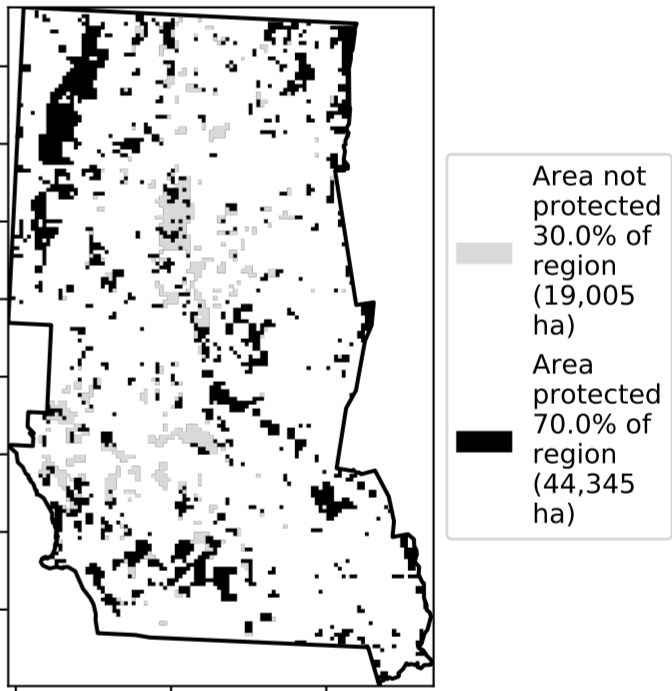 Area not
protected
30.0% of
region
(19,005
ha)
Area
protected
70.0% of
region
(44,345
ha)